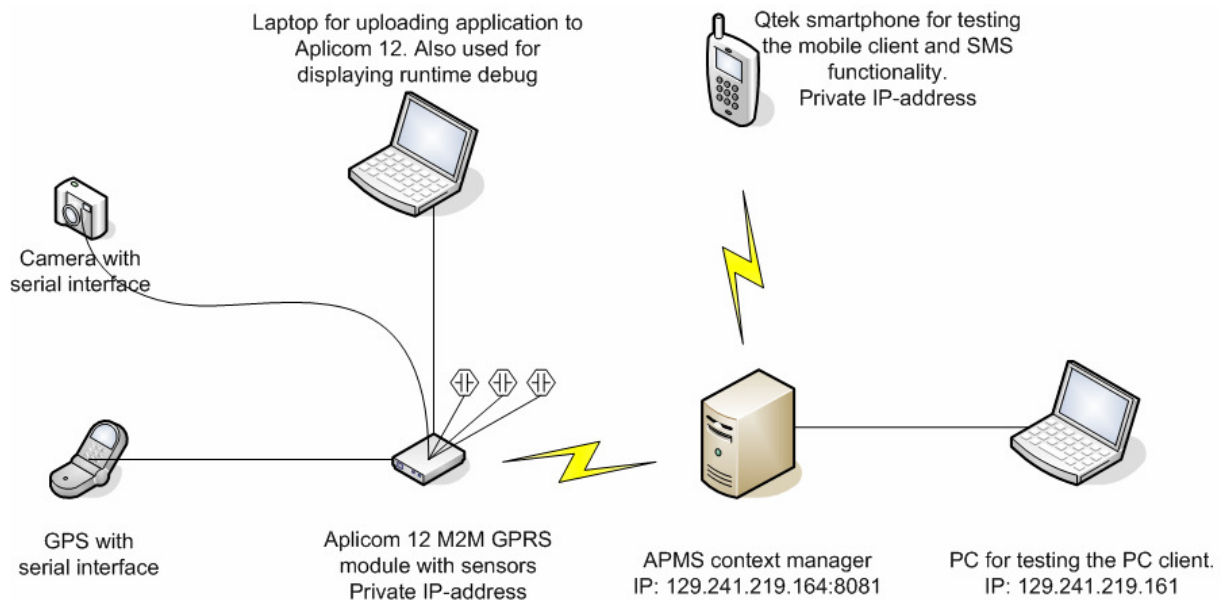 Laptop for uploading application to
Aplicom 12. Also used for
displaying runtime debug
Qtek smartphone for testing
the mobile client and SMS
functionality.
Private IP-address
Camera with
serial interface
GPS with
serial interface
Aplicom 12 M2M GPRS
module with sensors
Private IP-address
APMS context manager
IP: 129.241.219.164:8081
PC for testing the PC client.
IP: 129.241.219.161